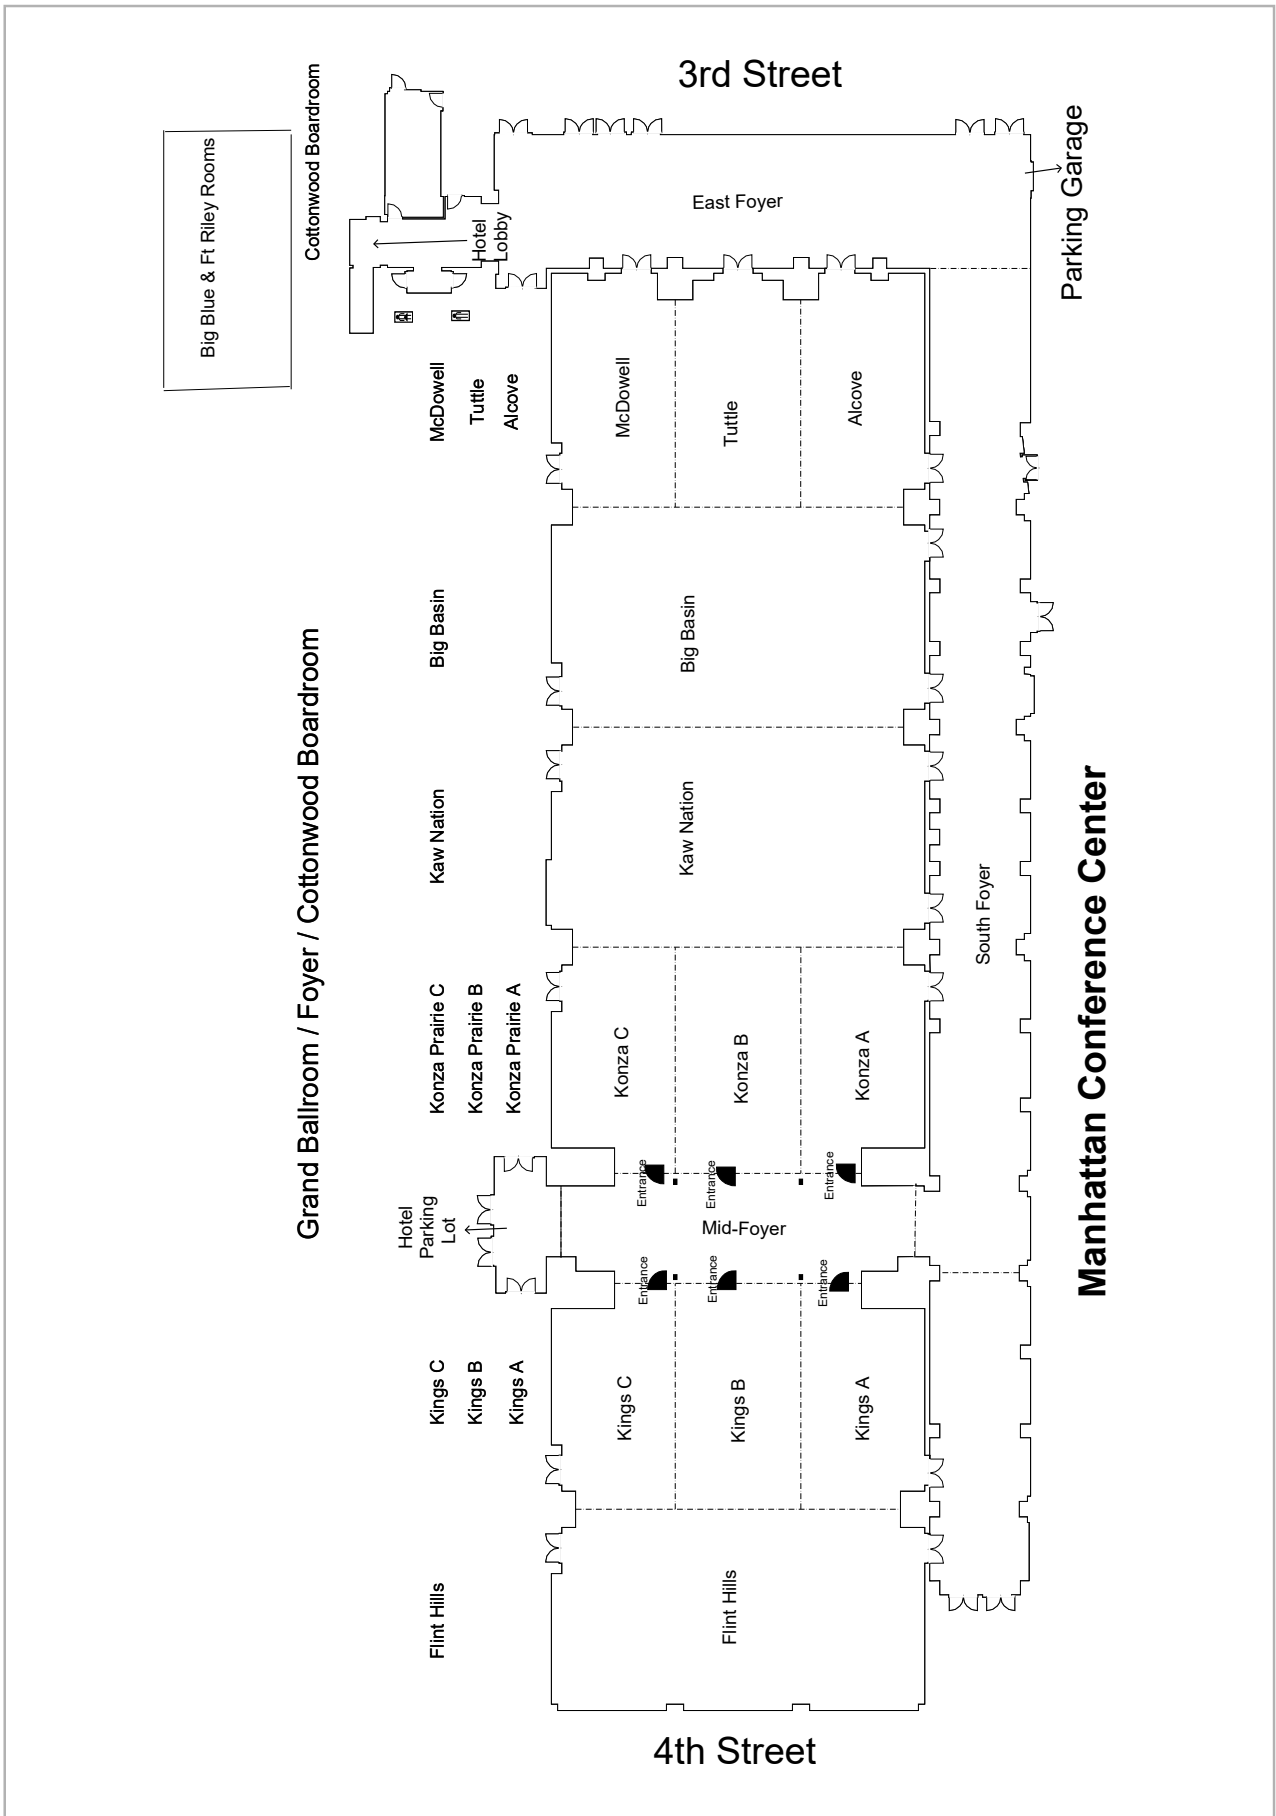 3rd Street
Cottonwood Boardroom
Big Blue & Ft Riley Rooms
Parking Garage
East Foyer
Hotel
Lobby
McDowell
Tuttle
Alcove
McDowell
Tuttle
Alcove
Big Basin
Big Basin
Grand Ballroom / Foyer / Cottonwood Boardroom
Kaw Nation
Kaw Nation
South Foyer
Manhattan Conference Center
Konza Prairie C
Konza Prairie B
Konza Prairie A
Konza C
Konza B
Konza A
Entrance
Entrance
Entrance
Hotel
Parking
Lot
Mid-Foyer
Entrance
Entrance
Entrance
Kings C
Kings B
Kings A
Kings C
Kings B
Kings A
Flint Hills
Flint Hills
4th Street